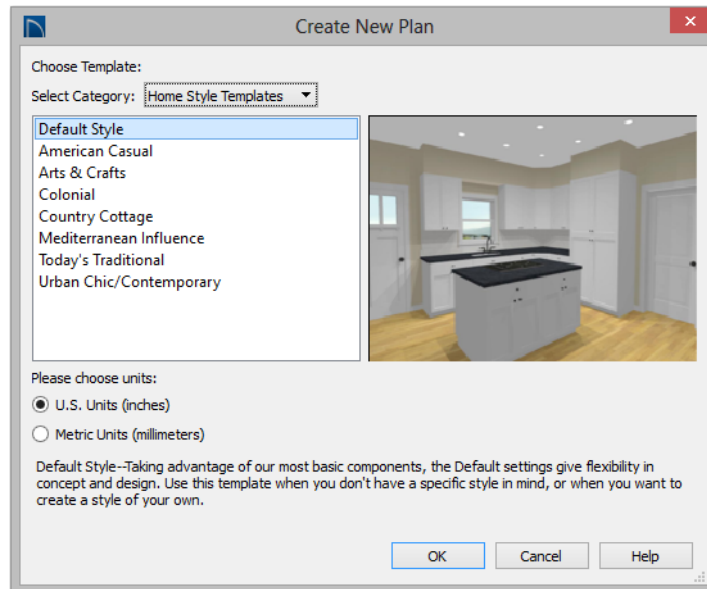 Create New Plan
Choose Template:
Select Category: Home Style Templates
Default Style
American Casual
Arts & Crafts
Colonial
Country Cottage
Mediterranean Influence
Today's Traditional
Urban Chic/Contemporary
Please choose units:
U.S. Units (inches)
Metric Units (millimeters)
Default Style--Taking advantage of our most basic components, the Default settings give flexibility in
concept and design. Use this template when you don't have a specific style in mind, or when you want to
create a style of your own.
OK Cancel Help